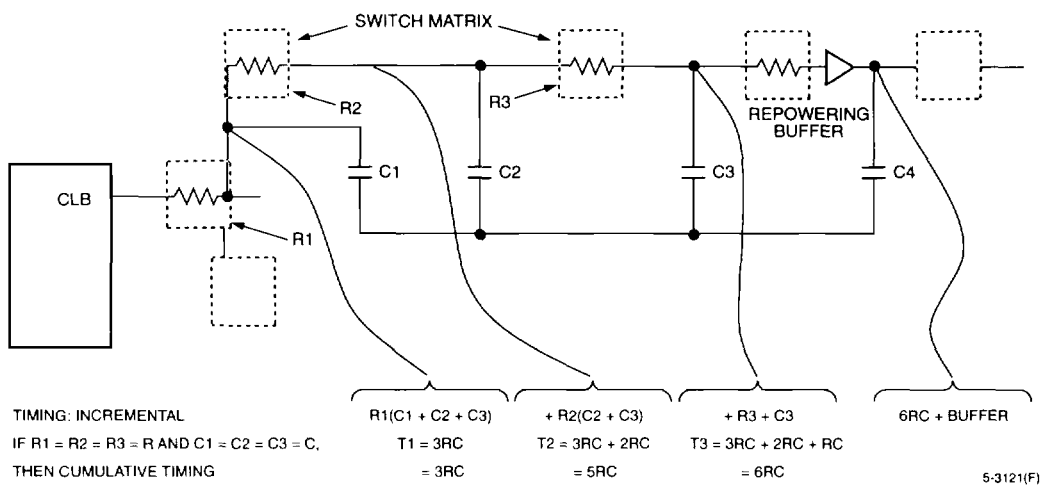 SWITCH MATRIX
R2
R3
REPOWERING
BUFFER
CLB
C1
C2
C3
C4
R1
R1(C1 + C2 + C3)
+ R2(C2 + C3)
+ R3 + C3
6RC + BUFFER
TIMING: INCREMENTAL
IF R1 = R2 = R3 = R AND C1 = C2 = C3 = C,
T1 = 3RC
T2 = 3RC + 2RC
T3 = 3RC + 2RC + RC
THEN CUMULATIVE TIMING
= 3RC
= 5RC
= 6RC
5-3121(F)